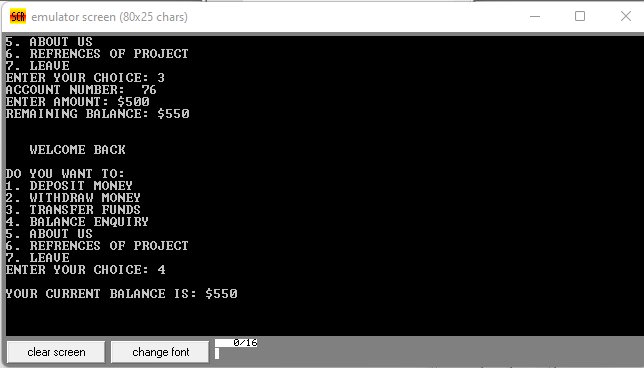 emulator screen (80x25 chars)
5. ABOUT US
6. REFRENCES OF PROJECT
7. LEAVE
ENTER YOUR CHOICE: 3
ACCOUNT NUMBER:  76
ENTER AMOUNT: $500
REMAINING BALANCE: $550
WELCOME BACK
DO YOU WANT TO:
1. DEPOSIT MONEY
2. WITHDRAW MONEY
3. TRANSFER FUNDS
4. BALANCE ENQUIRY
5. ABOUT US
6. REFRENCES OF PROJECT
7. LEAVE
ENTER YOUR CHOICE: 4
YOUR CURRENT BALANCE IS: $550
clear screen change font 0/16